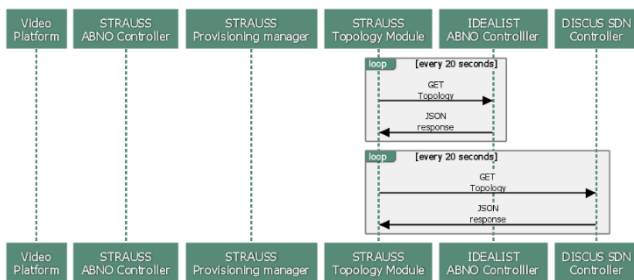 Video
Platform
STRAUSS
ABNO Controller
STRAUSS
Provisioning manager
STRAUSS
Topology Module
IDEALIST
ABNO Controlller
DISCUS SDN
Controller
loop [every 20 seconds]
GET
Topology
JSON
response
loop [every 20 seconds]
GET
Topology
JSON
response
Video
Platform
STRAUSS
ABNO Controller
STRAUSS
Provisioning manager
STRAUSS
Topology Module
IDEALIST
ABNO Controlller
DISCUS SDN
Controller